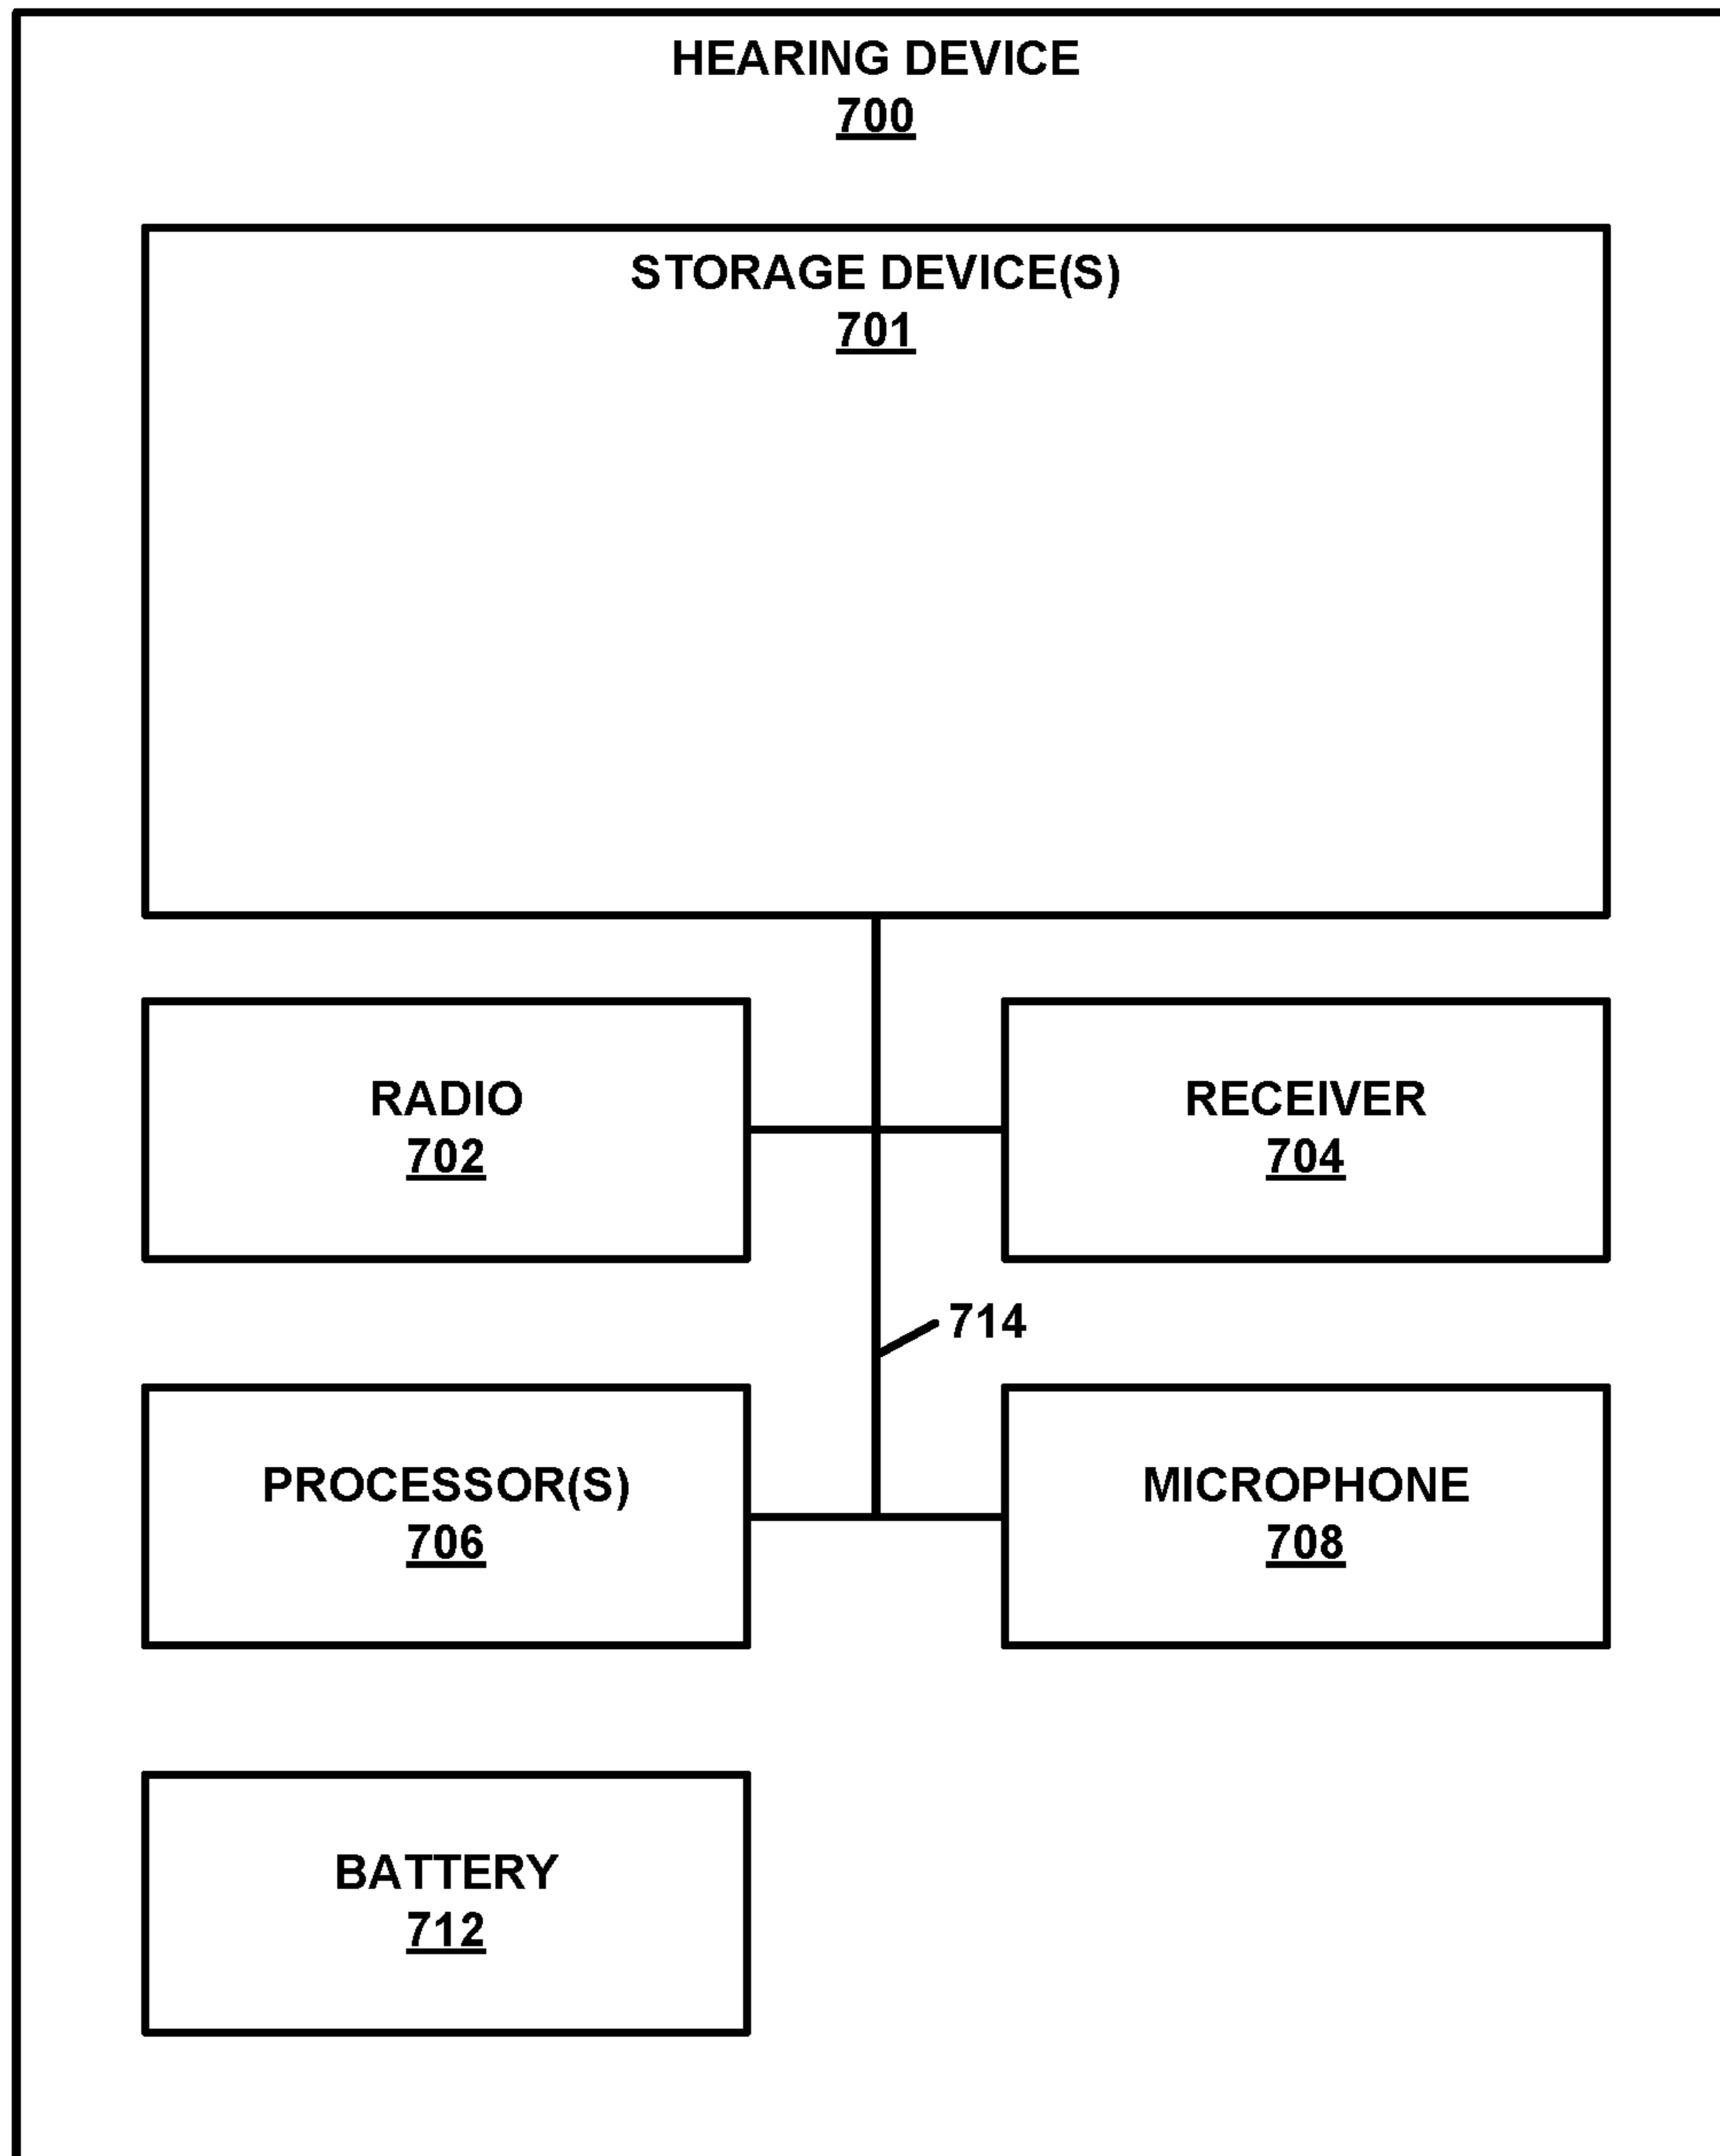 HEARING DEVICE
700
STORAGE DEVICE(S)
701
RADIO
702
RECEIVER
704
714
PROCESSOR(S)
706
MICROPHONE
708
BATTERY
712